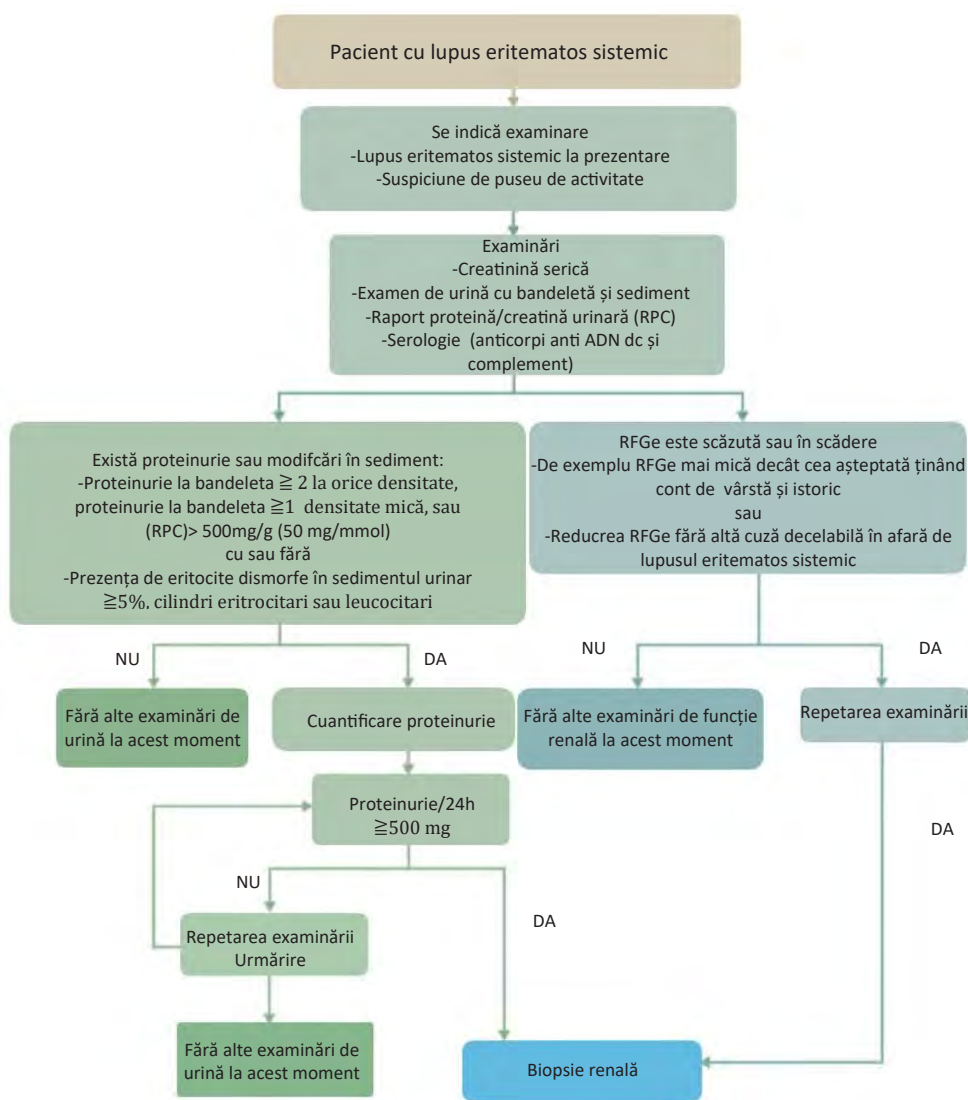 Pacient cu lupus eritematos sistemic
Se indică examinare
-Lupus eritematos sistemic la prezentare
-Suspiciune de puseu de activitate
Examinări
-Creatinină serică
-Examen de urină cu bandeletă și sediment
-Raport proteină/creatină urinară (RPC)
-Serologie (anticorpi anti ADN dc și
complement)
Există proteinurie sau modifcări în sediment:
-Proteinurie la bandeleta ≧ 2 la orice densitate,
proteinurie la bandeleta ≧1 densitate mică, sau
(RPC)> 500mg/g (50 mg/mmol)
cu sau fără
-Prezența de eritocite dismorfe în sedimentul urinar
≧5%, cilindri eritrocitari sau leucocitari
RFGe este scăzută sau în scădere
-De exemplu RFGe mai mică decât cea așteptată ținând
cont de vârstă și istoric
sau
-Reducrea RFGe fără altă cuză decelabilă în afară de
lupusul eritematos sistemic
NU
DA
NU
DA
Fără alte examinări de
urină la acest moment
Cuantificare proteinurie
Fără alte examinări de funcție
renală la acest moment
Repetarea examinării
Proteinurie/24h
≧500 mg
DA
NU
DA
Repetarea examinării
Urmărire
Fără alte examinări de
urină la acest moment
Biopsie renală